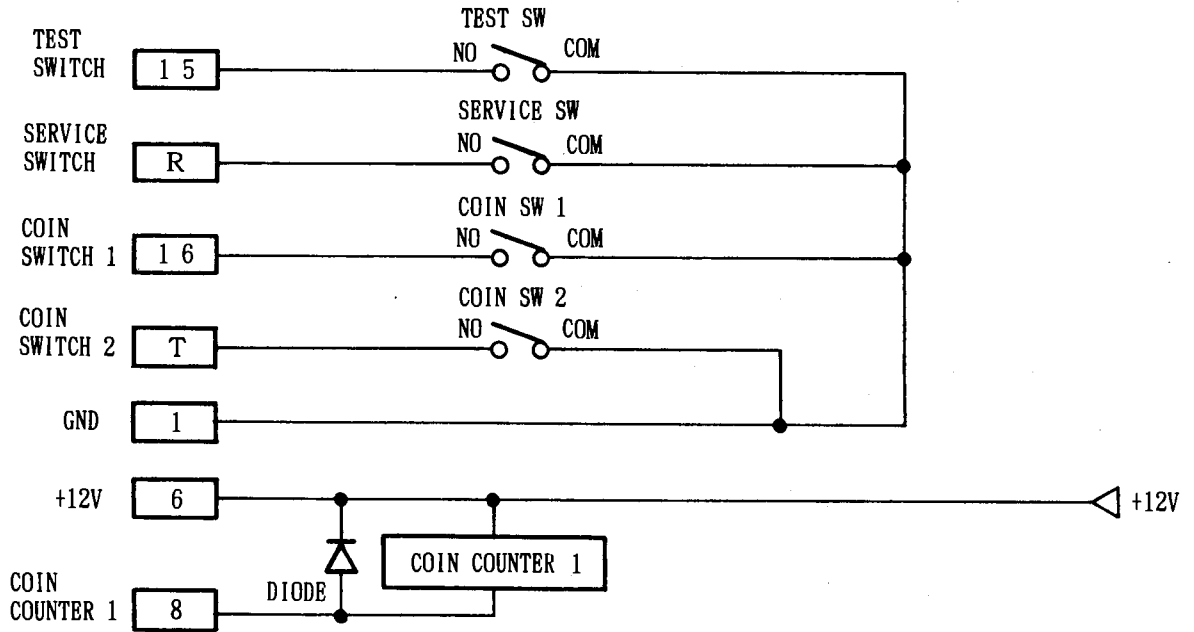 TEST SW
TEST
SWITCH
1 5
NO
COM
SERVICE SW
SERVICE
SWITCH
R
NO
COM
COIN SW 1
COIN
SWITCH 1
1 6
NO
COM
COIN SW 2
COIN
SWITCH 2
T
NO
COM
GND
1
+12V
6
+12V
COIN COUNTER 1
DIODE
COIN
COUNTER 1
8